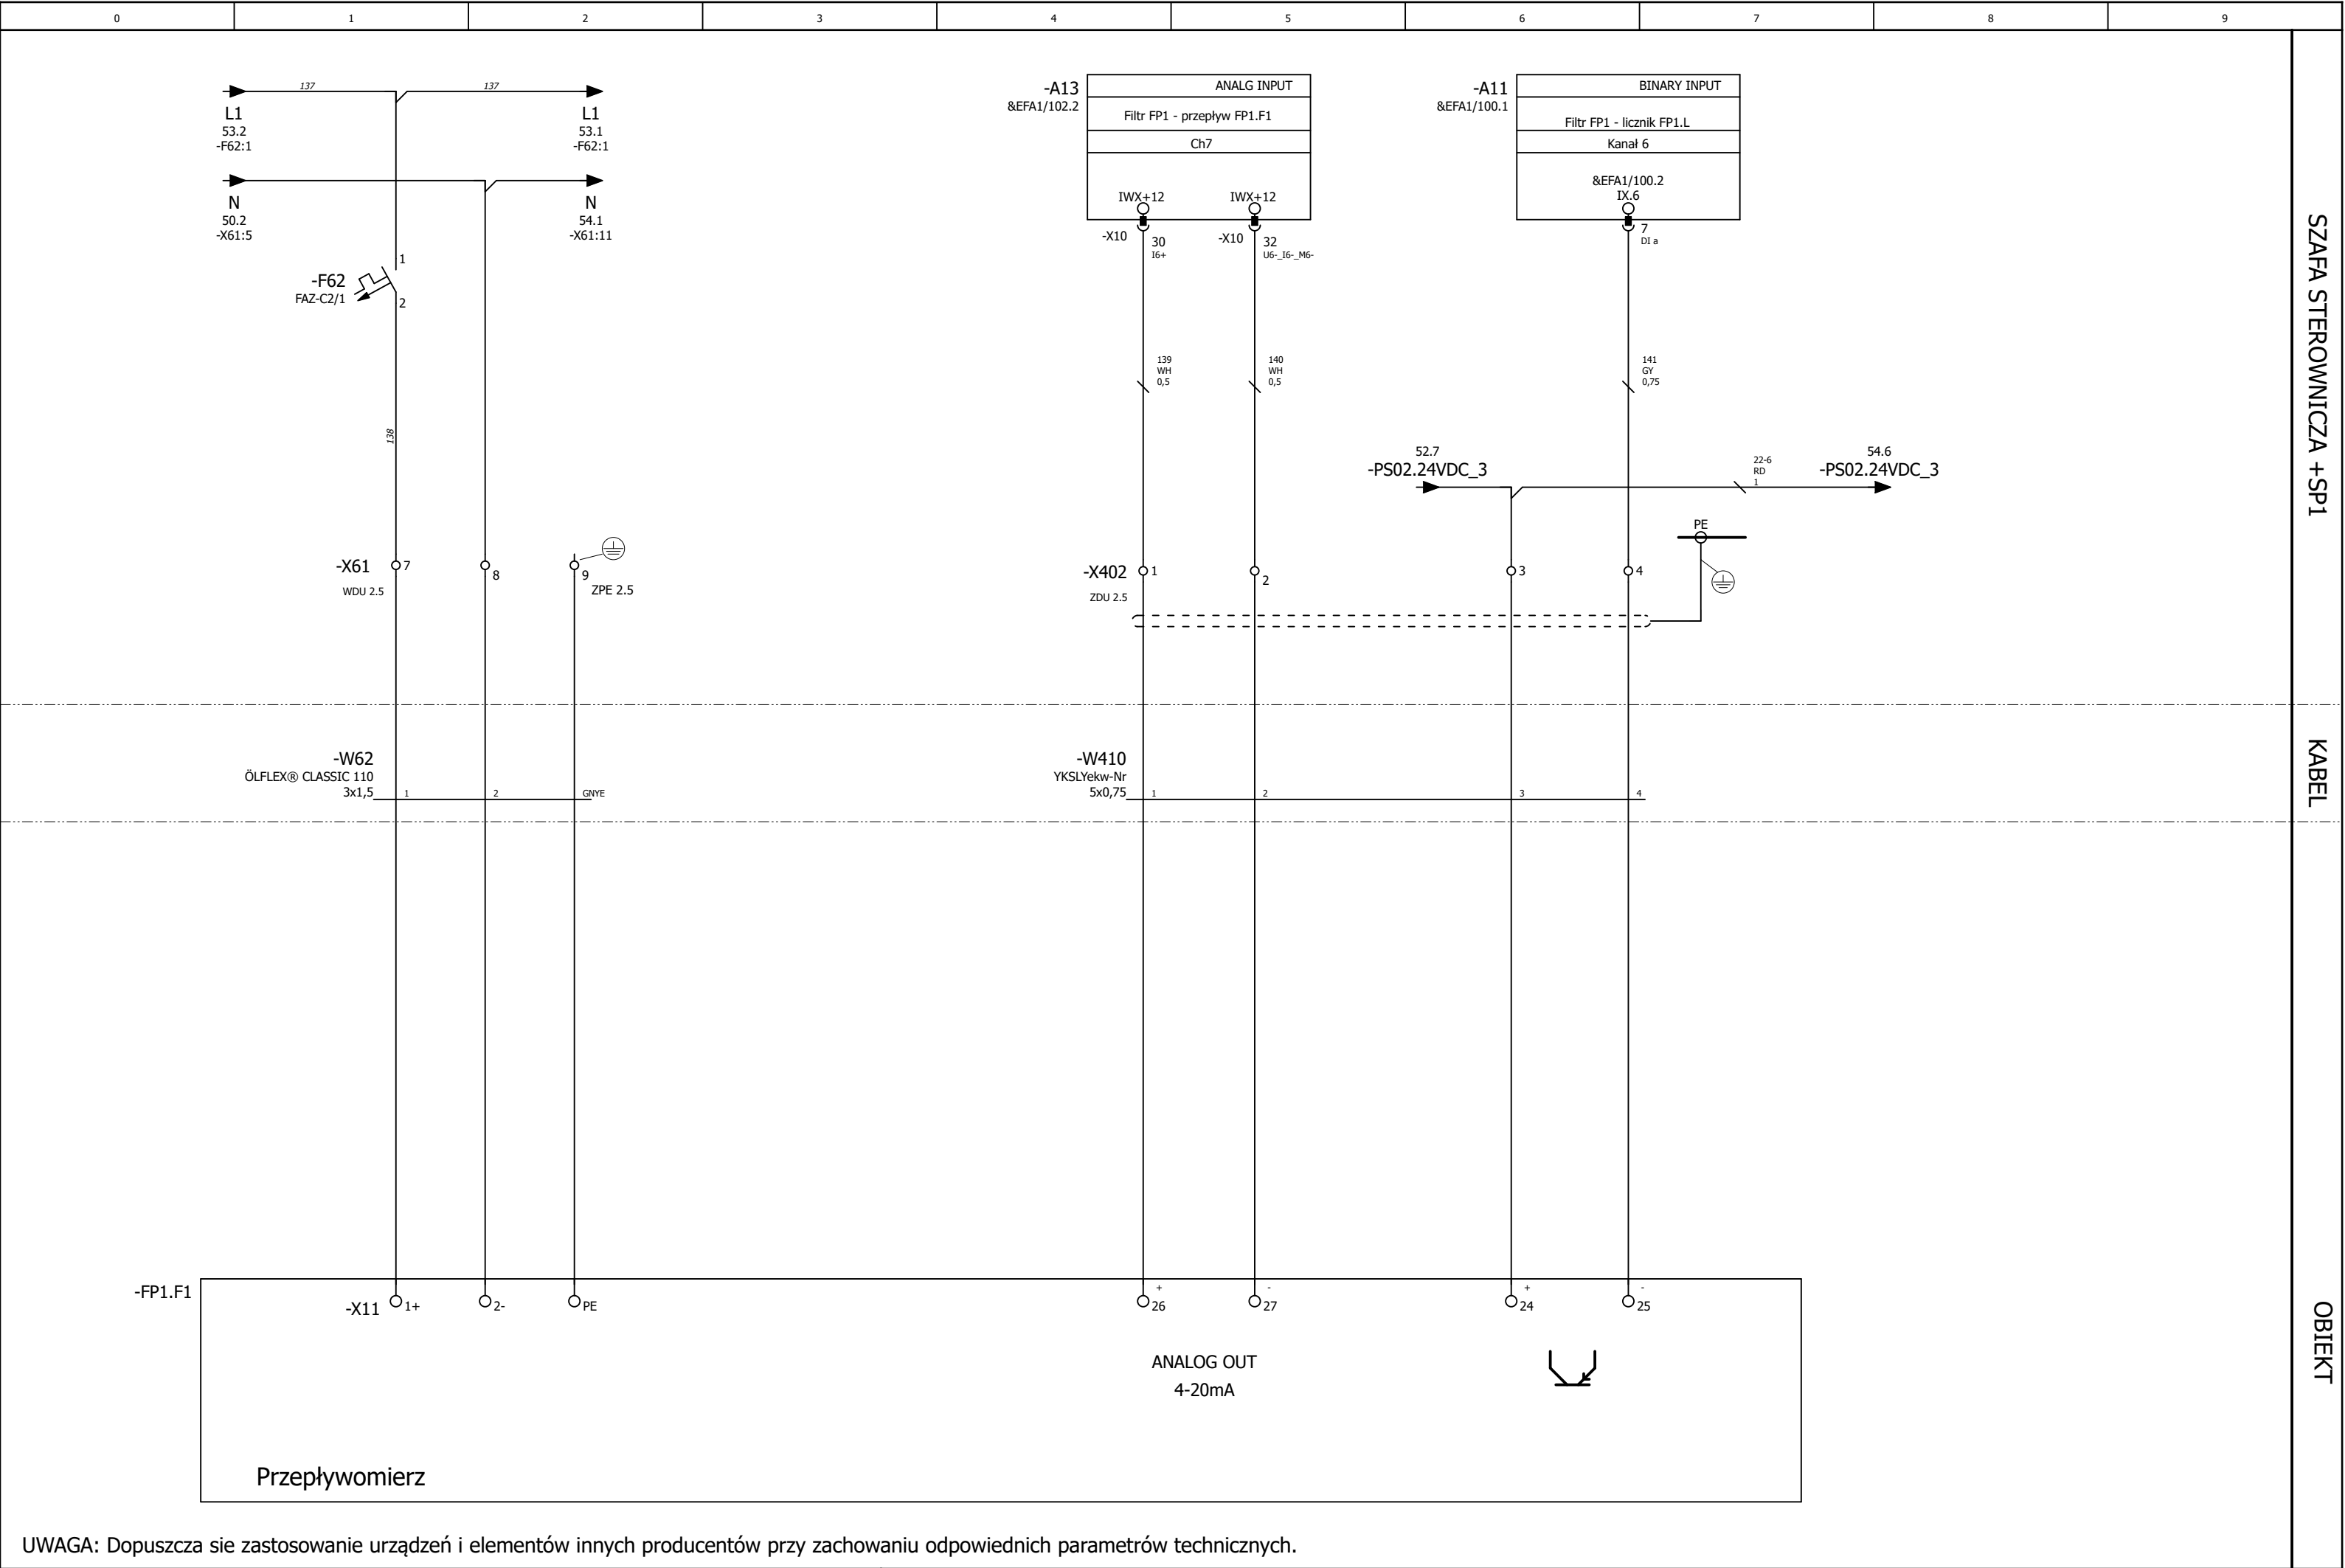 0 1 2 3 4 5 6 7 8 9
137 137
L1
53.2
-F62:1
L1
53.1
-F62:1
N
50.2
-X61:5
N
54.1
-X61:11
-F62
FAZ-C2/1
1
2
138
-X61
WDU 2.5
7
8
9
ZPE 2.5
-A13
&EFA1/102.2
ANALG INPUT
Filtr FP1 - przepływ FP1.F1
Ch7
IWX+12 IWX+12
-X10
30
I6+
-X10
32
U6-_I6-_M6-
139
WH
0,5
140
WH
0,5
-A11
&EFA1/100.1
BINARY INPUT
Filtr FP1 - licznik FP1.L
Kanał 6
&EFA1/100.2
IX.6
7
DI a
141
GY
0,75
52.7
-PS02.24VDC_3
22-6
RD
1
54.6
-PS02.24VDC_3
PE
-X402
ZDU 2.5
1
2
3
4
SZAFA STEROWNICZA +SP1
-W62
ÖLFLEX® CLASSIC 110
3x1,5
1 2 GNYE
-W410
YKSLYekw-Nr
5x0,75
1 2 3 4
KABEL
-FP1.F1
-X11
1+ 2- PE
+
26
-
27
+
24
-
25
ANALOG OUT
4-20mA
Przepływomierz
OBIEKT
UWAGA: Dopuszcza sie zastosowanie urządzeń i elementów innych producentów przy zachowaniu odpowiednich parametrów technicznych.